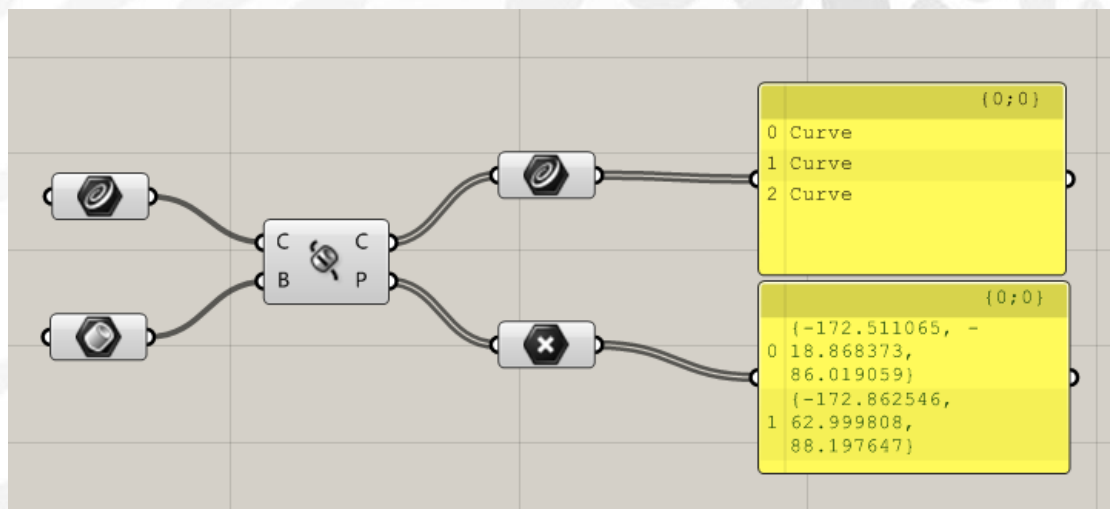 C C
B P
{0;0}
0 Curve
1 Curve
2 Curve
{0;0}
{-172.511065, -
0 18.868373,
86.019059}
{-172.862546,
1 62.999808,
88.197647}